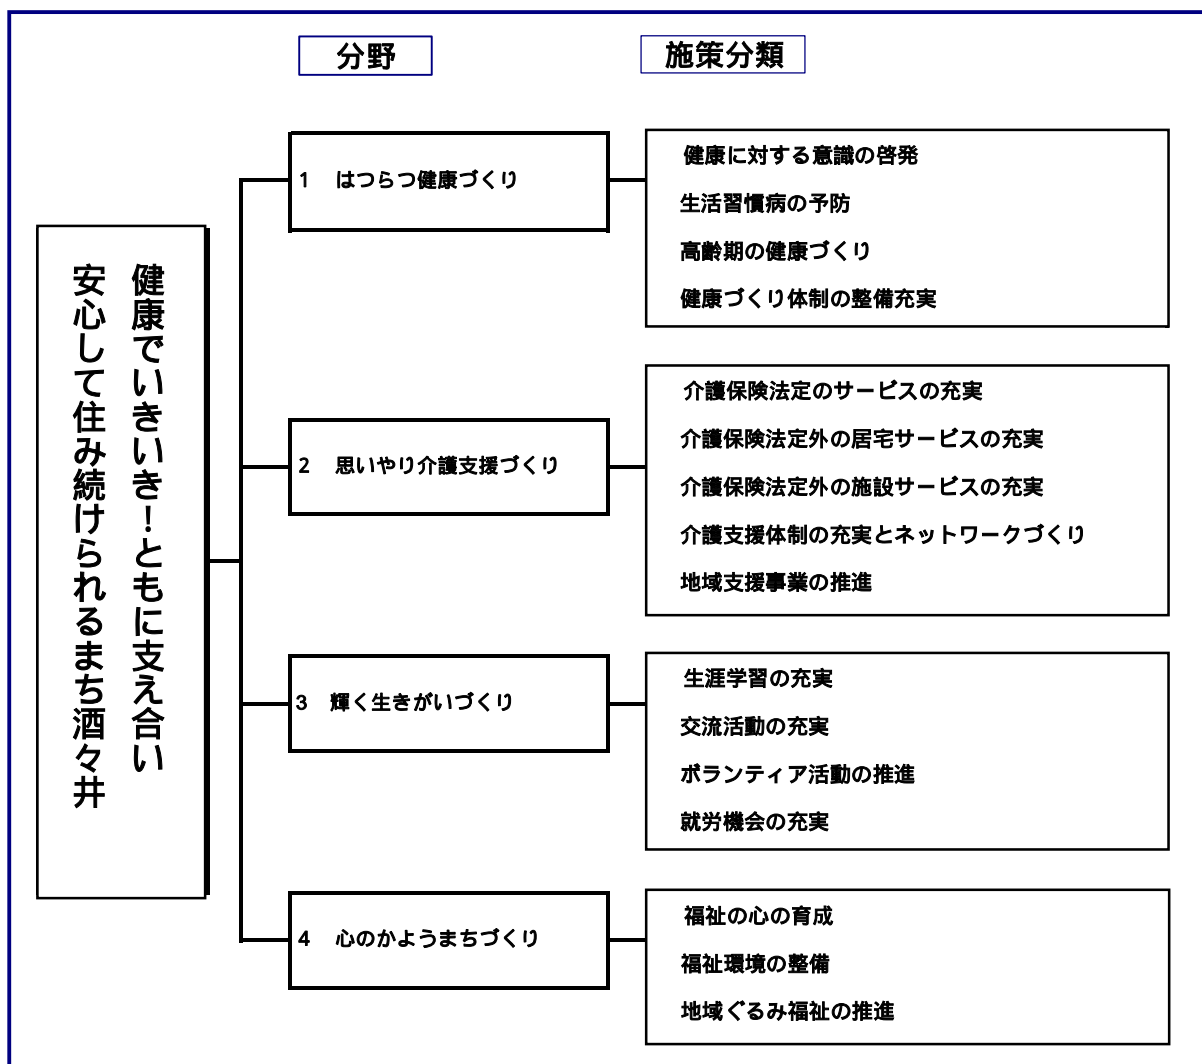 分野
施策分類
健康でいきいき！ともに支え合い
安心して住み続けられるまち酒々井
1 はつらつ健康づくり
健康に対する意識の啓発
生活習慣病の予防
高齢期の健康づくり
健康づくり体制の整備充実
2 思いやり介護支援づくり
介護保険法定のサービスの充実
介護保険法定外の居宅サービスの充実
介護保険法定外の施設サービスの充実
介護支援体制の充実とネットワークづくり
地域支援事業の推進
3 輝く生きがいづくり
生涯学習の充実
交流活動の充実
ボランティア活動の推進
就労機会の充実
4 心のかようまちづくり
福祉の心の育成
福祉環境の整備
地域ぐるみ福祉の推進